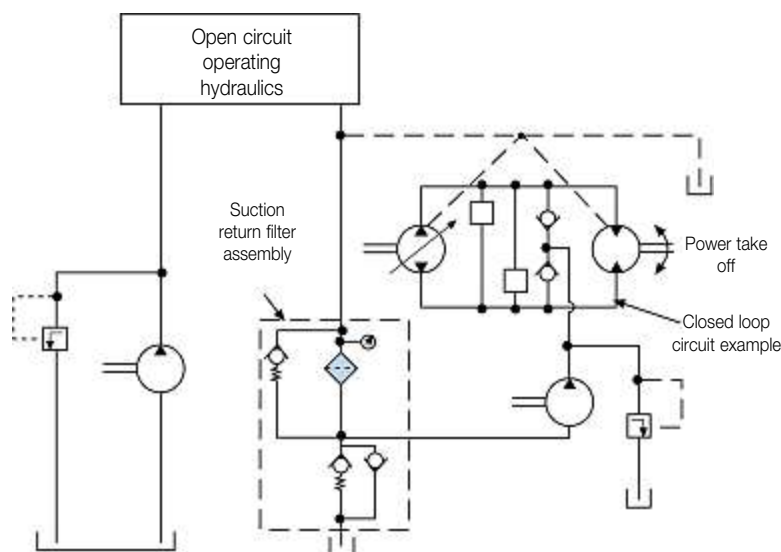 Open circuit
operating
hydraulics
Suction
return filter
assembly
Power take
off
Closed loop
circuit example